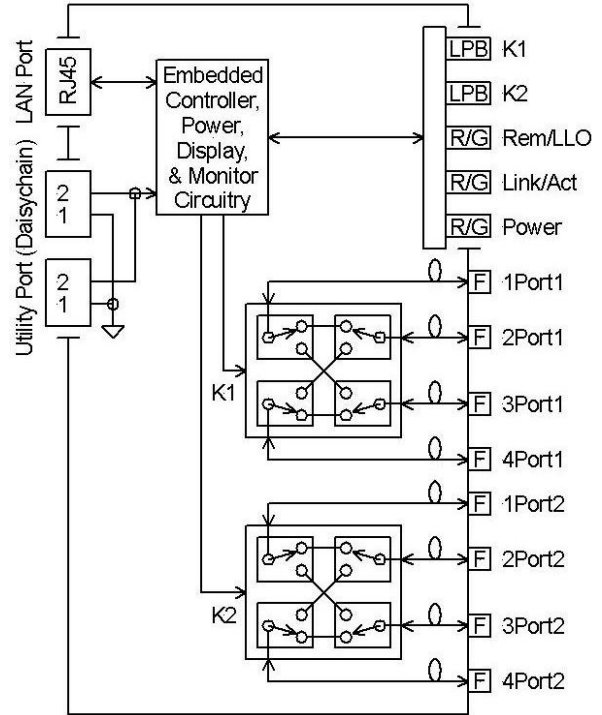 LAN Port
RJ45
Embedded
Controller,
Power,
Display,
& Monitor
Circuitry
LPB K1
LPB K2
R/G Rem/LLO
R/G Link/Act
R/G Power
Utility Port (Daisychain)
2
1
2
1
F 1Port1
F 2Port1
K1
F 3Port1
F 4Port1
F 1Port2
F 2Port2
K2
F 3Port2
F 4Port2